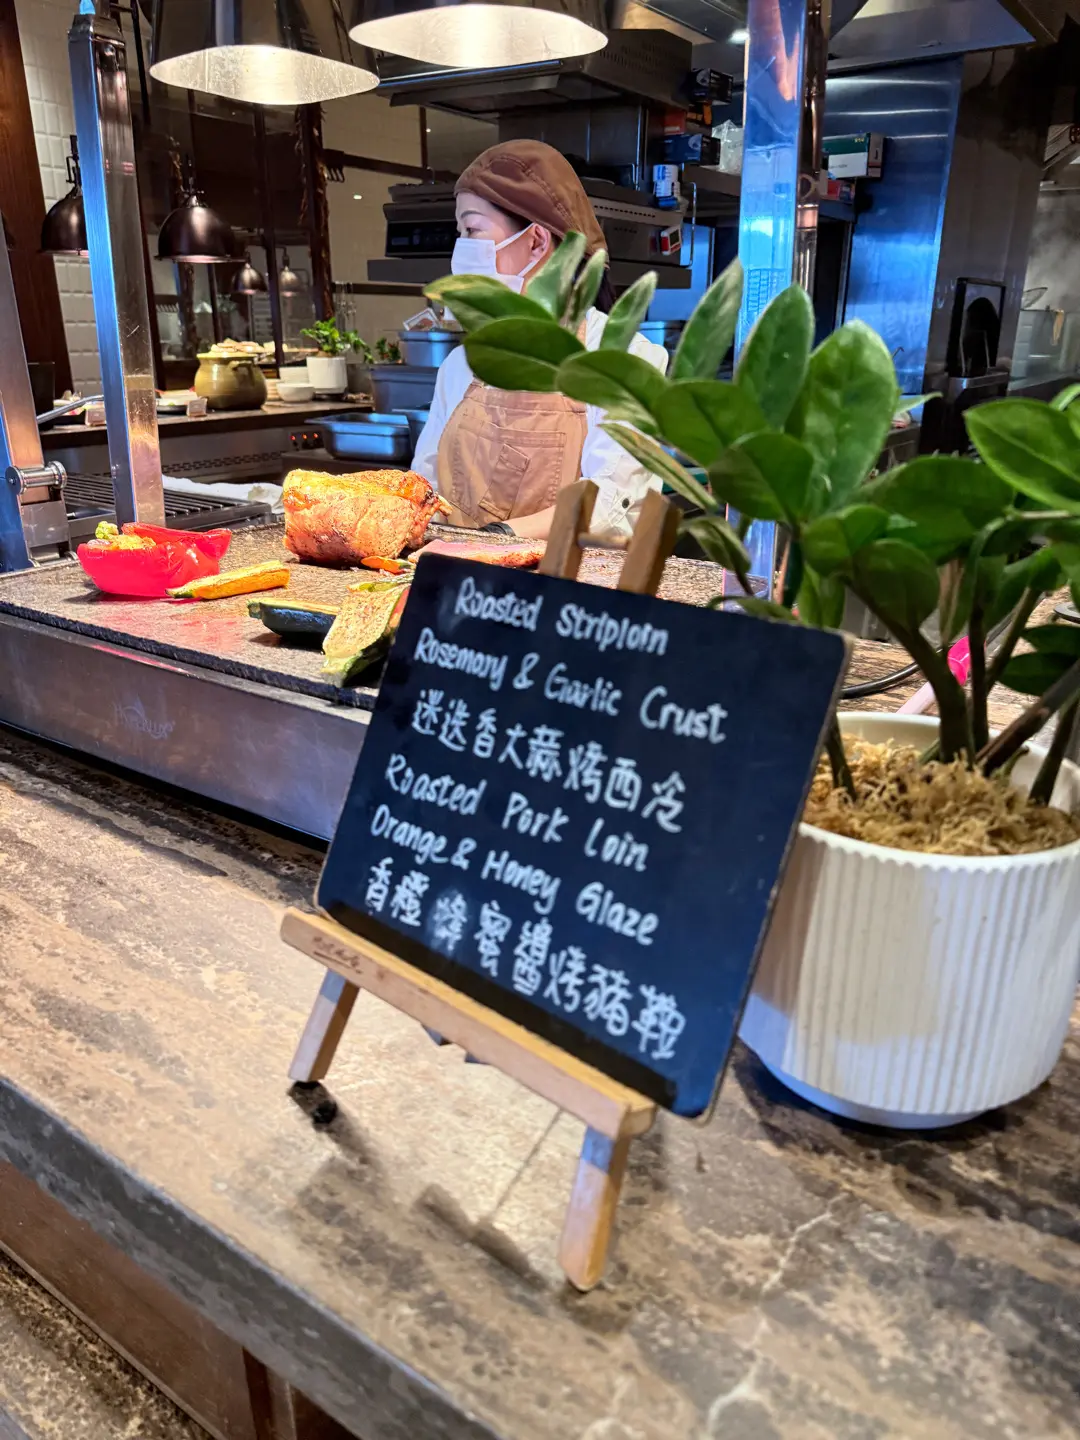 Roasted Striploin
Rosemary & Garlic Crust
迷迭香大蒜烤西冷
Roasted Pork Loin
Orange & Honey Glaze
香橙蜂蜜醬烤豬鞍